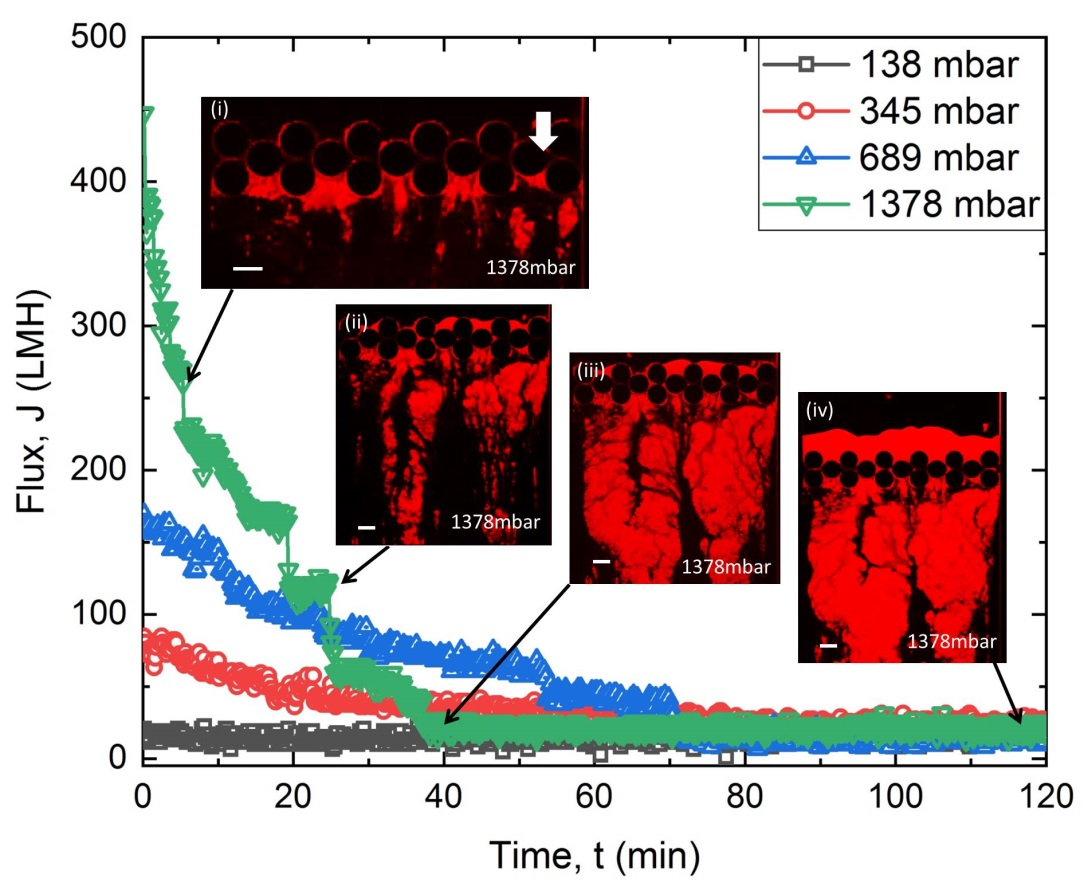 500
400
300
200
100
0
Flux, J (LMH)
138 mbar
345 mbar
689 mbar
1378 mbar
(i)
1378mbar
(ii)
1378mbar
(iii)
1378mbar
(iv)
1378mbar
0 20 40 60 80 100 120
Time, t (min)